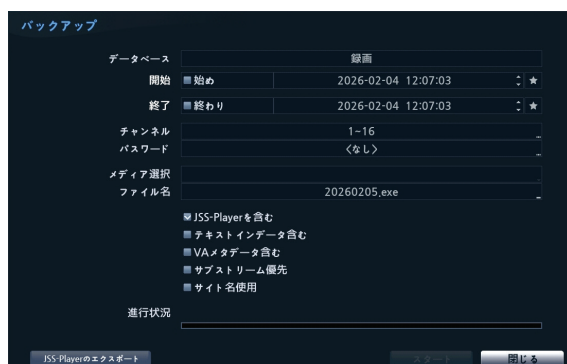 バックアップ
データベース 録画
開始 始め 2026-02-04 12:07:03
終了 終わり 2026-02-04 12:07:03
チャンネル 1~16 ...
パスワード 〈なし〉 ...
メディア選択
ファイル名 20260205.exe ...
JSS-Playerを含む
テキストインデータ含む
VAメタデータ含む
サブストリーム優先
サイト名使用
進行状況
JSS-Playerのエクスポート スタート 閉じる